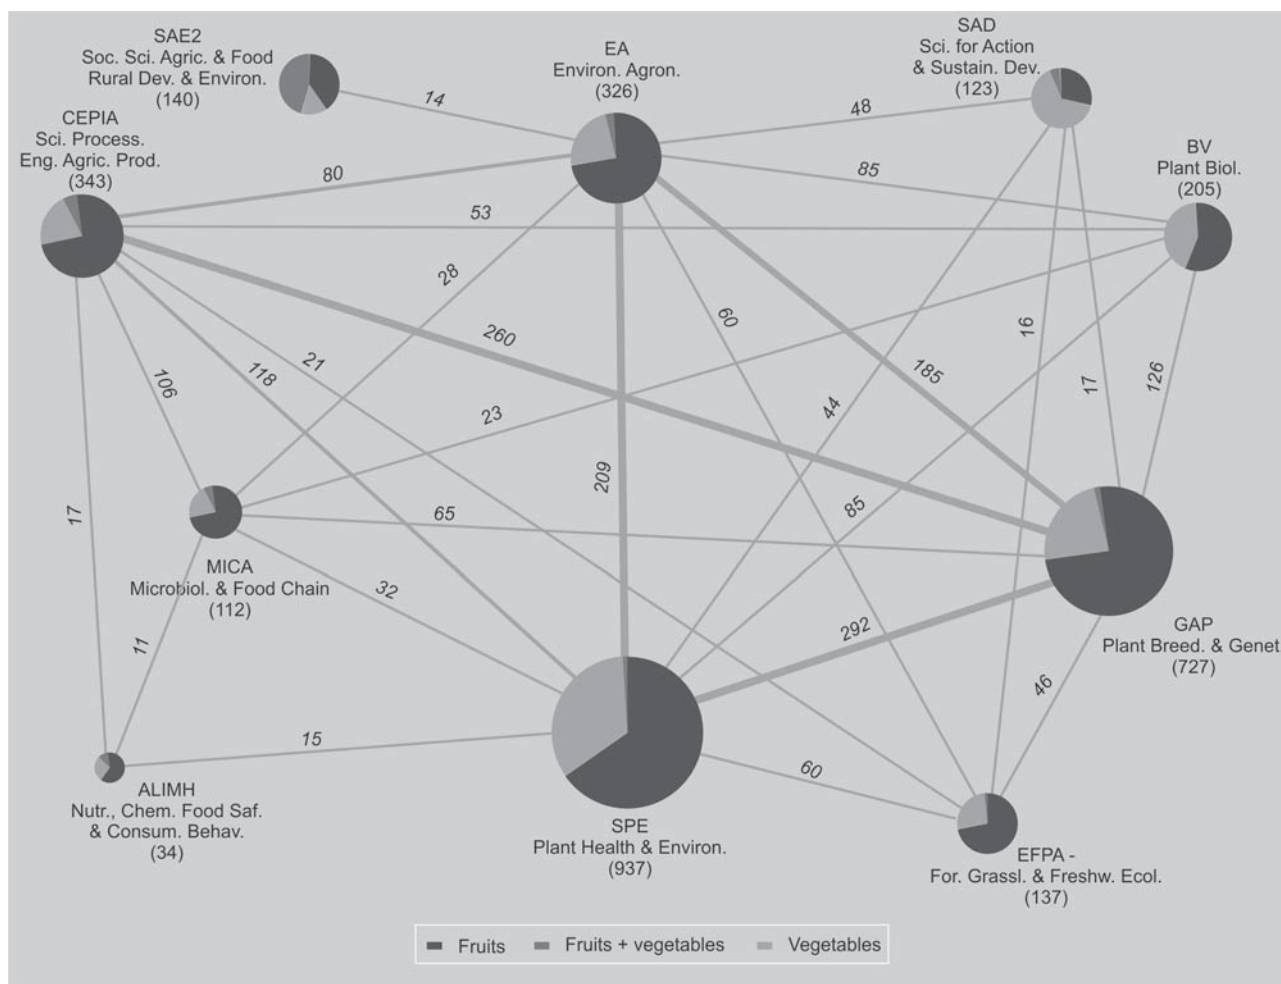 SAE2
Soc. Sci. Agric. & Food
Rural Dev. & Environ.
(140)
EA
Environ. Agron.
(326)
SAD
Sci. for Action
& Sustain. Dev.
(123)
CEPIA
Sci. Process.
Eng. Agric. Prod.
(343)
BV
Plant Biol.
(205)
14
48
80
85
53
28
60
16
260
21
118
185
17
126
106
44
23
209
85
65
17
32
11
292
46
15
60
MICA
Microbiol. & Food Chain
(112)
GAP
Plant Breed. & Genet.
(727)
ALIMH
Nutr., Chem. Food Saf.
& Consum. Behav.
(34)
SPE
Plant Health & Environ.
(937)
EFPA -
For. Grassl. & Freshw. Ecol.
(137)
Fruits
Fruits + vegetables
Vegetables